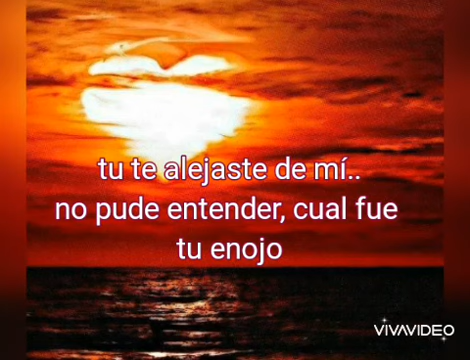 tu te alejaste de mí..
no pude entender, cual fue
tu enojo
VIVAVIDEO